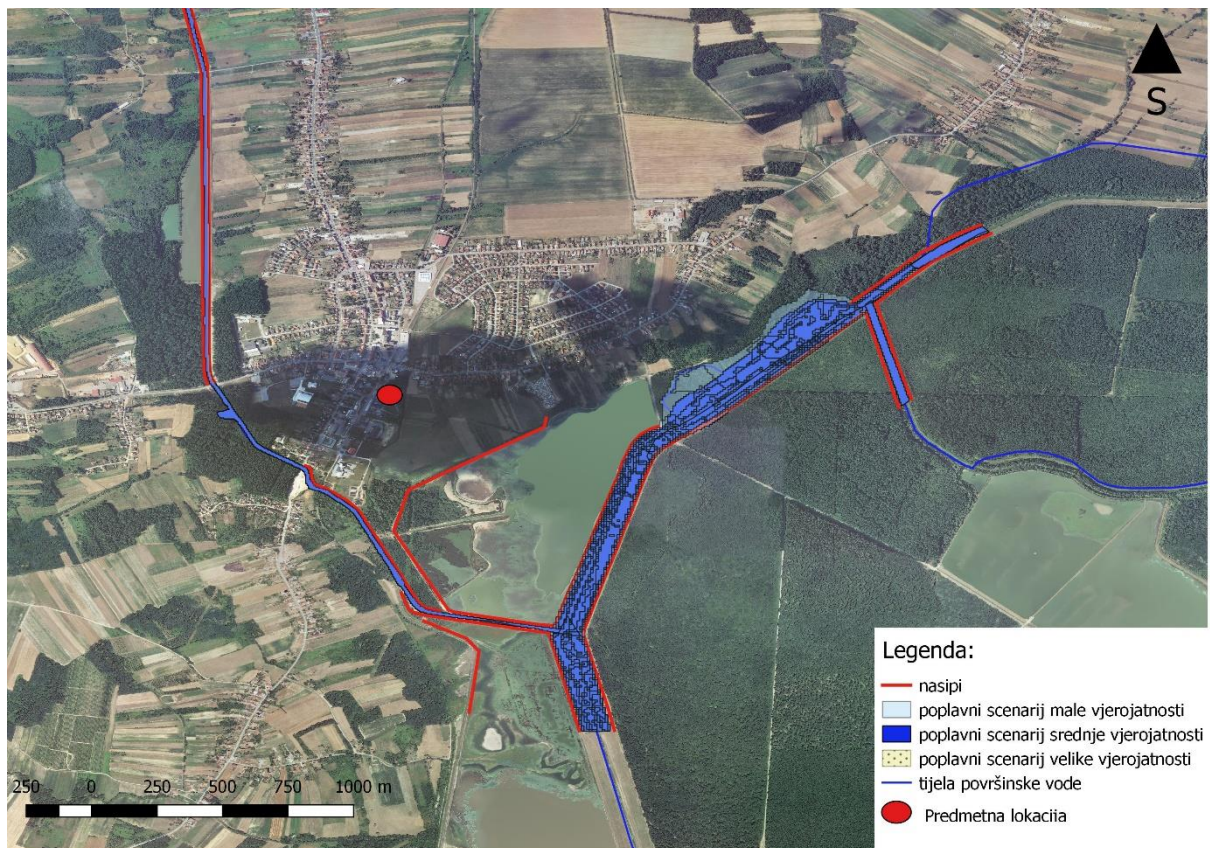 S
Legenda:
nasipi
poplavni scenarij male vjerojatnosti
poplavni scenarij srednje vjerojatnosti
poplavni scenarij velike vjerojatnosti
tijela površinske vode
Predmetna lokacija
250 0 250 500 750 1000 m